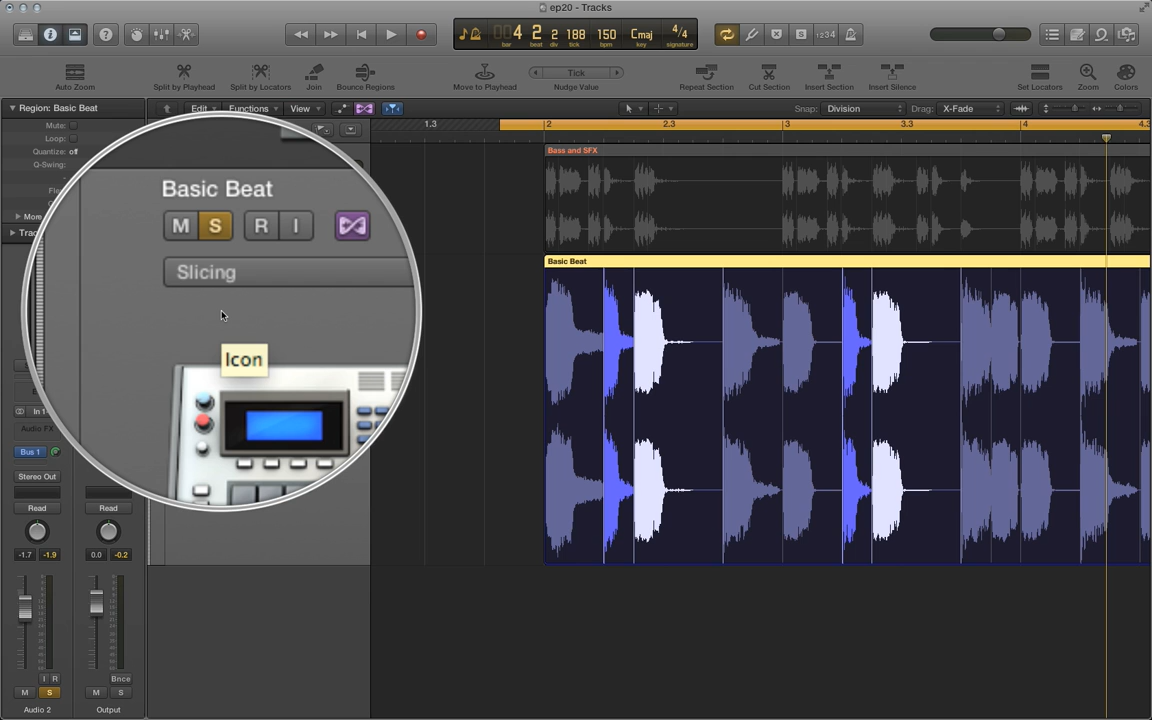 ep20 - Tracks
4 2 188 150 Cmaj 4/4
bar beat div tick bpm key signature
1234
Auto Zoom
Split by Playhead
Split by Locators
Join
Bounce Regions
Move to Playhead
Tick
Nudge Value
Repeat Section
Cut Section
Insert Section
Insert Silence
Set Locators
Zoom
Colors
Region: Basic Beat
Edit
Functions
View
Snap: Division
Drag: X-Fade
Mute:
Loop:
Quantize: off
Q-Swing:
More
1.3
2
2.3
3
3.3
4
4.3
Bass and SFX
Basic Beat
Basic Beat
M S R I
Slicing
Icon
Audio FX
Bus 1
Stereo Out
Read
Read
-1.7 -1.9
0.0 -0.2
I R
Bnce
M S
M S
Audio 2
Output